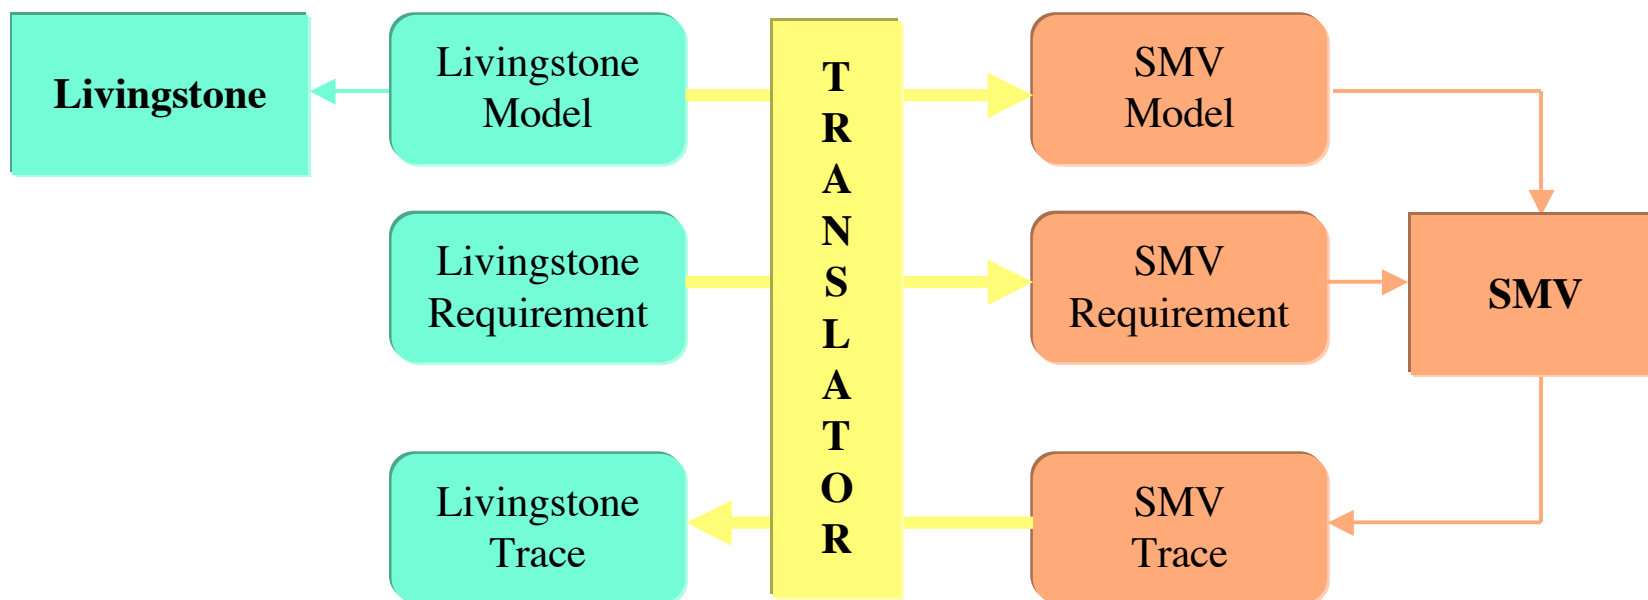 Livingstone
Livingstone
Model
T
R
A
N
S
L
A
T
O
R
SMV
Model
Livingstone
Requirement
SMV
Requirement
SMV
Livingstone
Trace
SMV
Trace